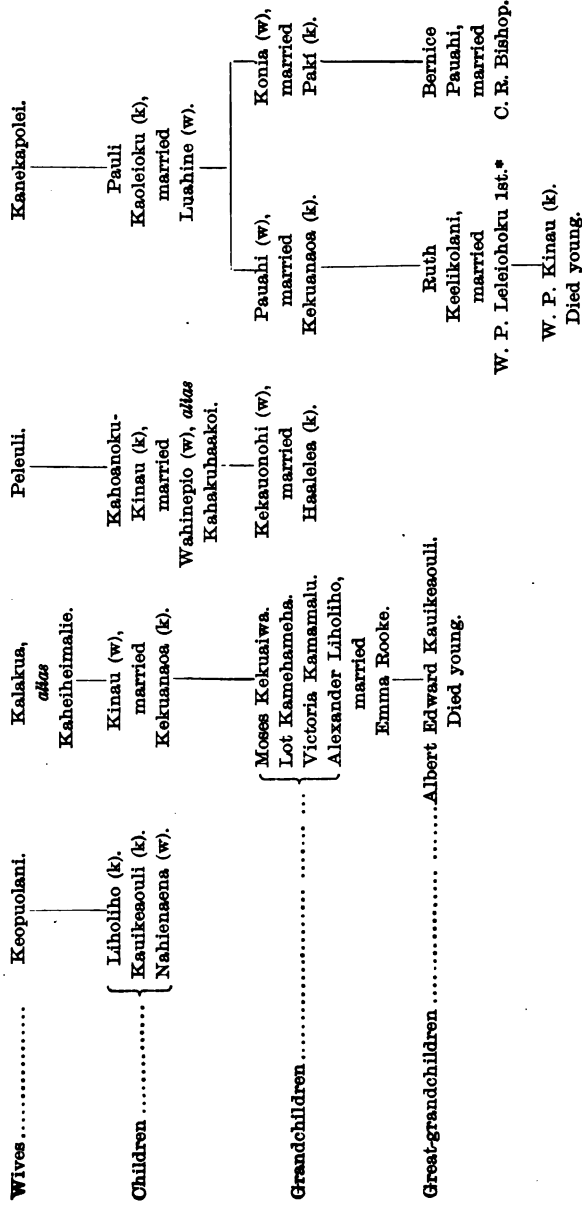 Wives
Keopuolani.
Kalakua,
alias
Kaheiheimalie.
Peleuli.
Kanekapolei.
Children
Liholiho (k).
Kauikeaouli (k).
Nahienaena (w).
Kinau (w),
married
Kekuanaoa (k).
Kahoanoku-
Kinau (k),
married
Wahinepio (w), alias
Kahakuhaakoi.
Pauli
Kaoleioku (k),
married
Luahine (w).
Grandchildren
Moses Kekuaiwa.
Lot Kamehameha.
Victoria Kamamalu.
Alexander Liholiho,
married
Emma Rooke.
Kekauonohi (w),
married
Haalelea (k).
Pauahi (w),
married
Kekuanaoa (k).
Konia (w),
married
Paki (k).
Great-grandchildren
Albert Edward Kauikeaouli.
Died young.
Ruth
Keelikolani,
married
W. P. Leleiohoku 1st.*
W. P. Kinau (k).
Died young.
Bernice
Pauahi,
married
C. R. Bishop.